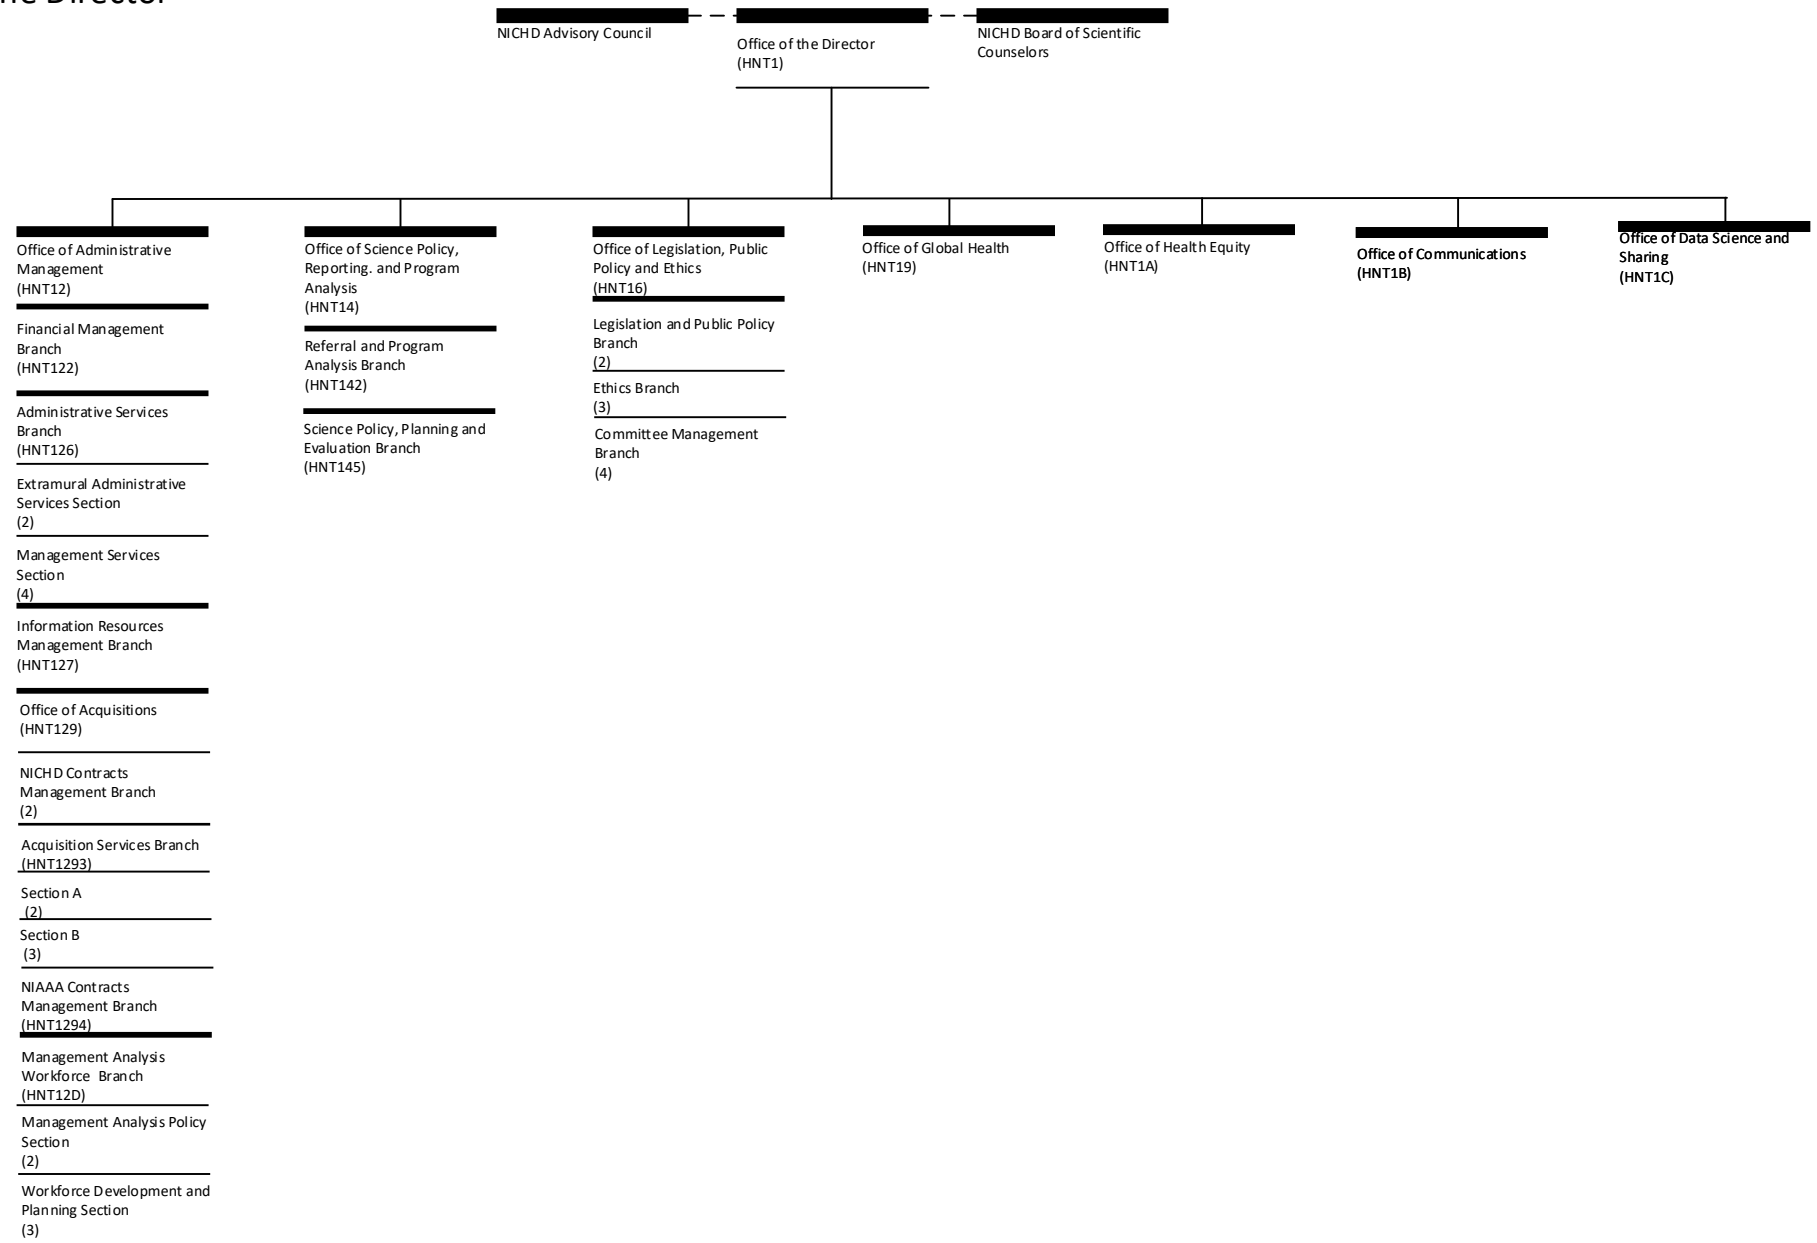 NICHD Advisory Council
Office of the Director
(HNT1)
NICHD Board of Scientific
Counselors
Office of Administrative
Management
(HNT12)
Financial Management
Branch
(HNT122)
Administrative Services
Branch
(HNT126)
Extramural Administrative
Services Section
(2)
Management Services
Section
(4)
Information Resources
Management Branch
(HNT127)
Office of Acquisitions
(HNT129)
NICHD Contracts
Management Branch
(2)
Acquisition Services Branch
(HNT1293)
Section A
(2)
Section B
(3)
NIAAA Contracts
Management Branch
(HNT1294)
Management Analysis
Workforce Branch
(HNT12D)
Management Analysis Policy
Section
(2)
Workforce Development and
Planning Section
(3)
Office of Science Policy,
Reporting. and Program
Analysis
(HNT14)
Referral and Program
Analysis Branch
(HNT142)
Science Policy, Planning and
Evaluation Branch
(HNT145)
Office of Legislation, Public
Policy and Ethics
(HNT16)
Legislation and Public Policy
Branch
(2)
Ethics Branch
(3)
Committee Management
Branch
(4)
Office of Global Health
(HNT19)
Office of Health Equity
(HNT1A)
Office of Communications
(HNT1B)
Office of Data Science and
Sharing
(HNT1C)